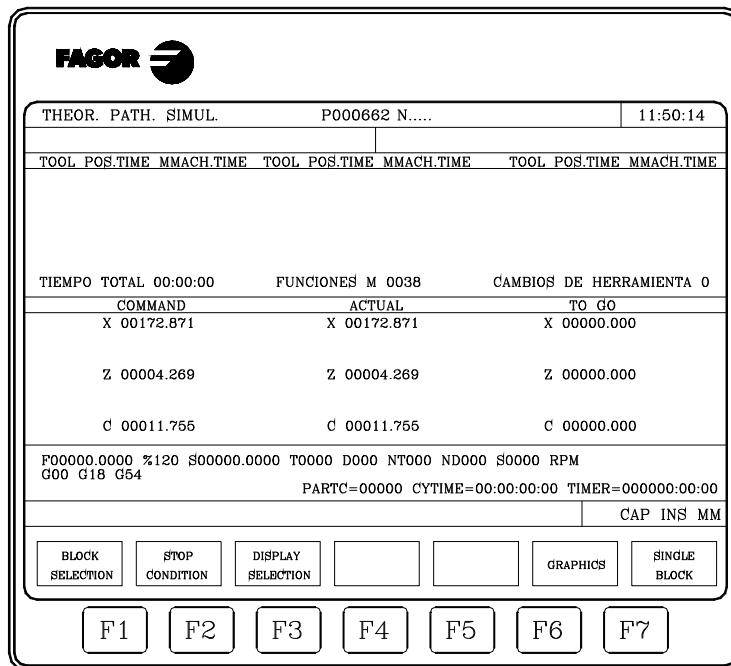 FAGOR
THEOR. PATH. SIMUL. P000662 N..... 11:50:14
TOOL POS.TIME MMACH.TIME TOOL POS.TIME MMACH.TIME TOOL POS.TIME MMACH.TIME
TIEMPO TOTAL 00:00:00 FUNCIONES M 0038 CAMBIOS DE HERRAMIENTA 0
COMMAND ACTUAL TO GO
X 00172.871 X 00172.871 X 00000.000
Z 00004.269 Z 00004.269 Z 00000.000
C 00011.755 C 00011.755 C 00000.000
F00000.0000 %120 S00000.0000 T0000 D000 NT000 ND000 S0000 RPM
G00 G18 G54
PARTC=00000 CYTIME=00:00:00:00 TIMER=000000:00:00
CAP INS MM
BLOCK STOP DISPLAY GRAPHICS SINGLE
SELECTION CONDITION SELECTION BLOCK
F1 F2 F3 F4 F5 F6 F7